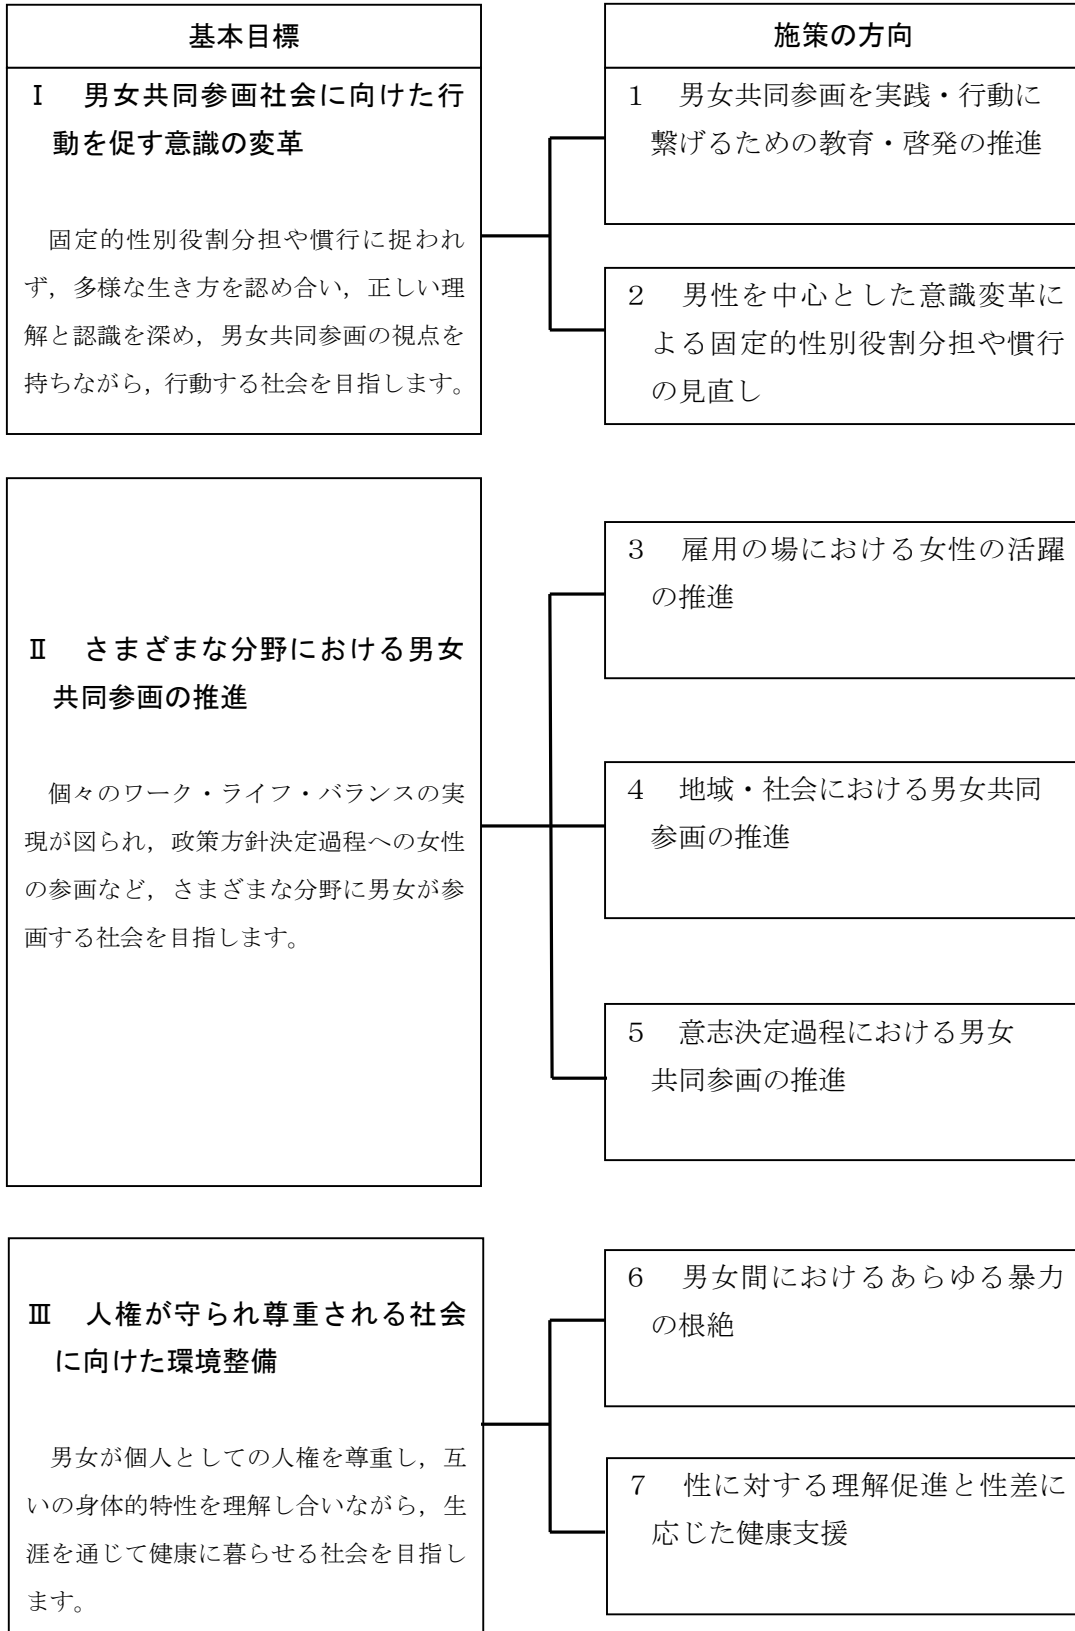 基本目標
Ⅰ　男女共同参画社会に向けた行
動を促す意識の変革
固定的性別役割分担や慣行に捉われ
ず，多様な生き方を認め合い，正しい理
解と認識を深め，男女共同参画の視点を
持ちながら，行動する社会を目指します。
施策の方向
１　男女共同参画を実践・行動に
繋げるための教育・啓発の推進
２　男性を中心とした意識変革に
よる固定的性別役割分担や慣行
の見直し
Ⅱ　さまざまな分野における男女
共同参画の推進
個々のワーク・ライフ・バランスの実
現が図られ，政策方針決定過程への女性
の参画など，さまざまな分野に男女が参
画する社会を目指します。
３　雇用の場における女性の活躍
の推進
４　地域・社会における男女共同
参画の推進
５　意志決定過程における男女
共同参画の推進
Ⅲ　人権が守られ尊重される社会
に向けた環境整備
男女が個人としての人権を尊重し，互
いの身体的特性を理解し合いながら，生
涯を通じて健康に暮らせる社会を目指し
ます。
６　男女間におけるあらゆる暴力
の根絶
７　性に対する理解促進と性差に
応じた健康支援